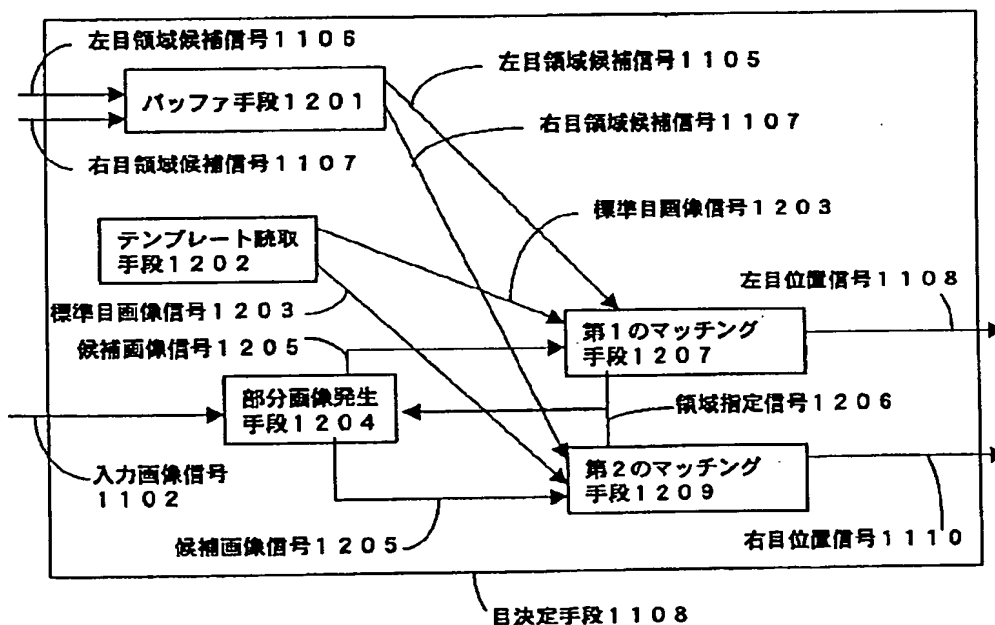 左目領域候補信号１１０６
左目領域候補信号１１０５
バッファ手段１２０１
右目領域候補信号１１０７
右目領域候補信号１１０７
標準目画像信号１２０３
テンプレート読取
手段１２０２
左目位置信号１１０８
標準目画像信号１２０３
第１のマッチング
手段１２０７
候補画像信号１２０５
部分画像発生
手段１２０４
領域指定信号１２０６
入力画像信号
１１０２
第２のマッチング
手段１２０９
候補画像信号１２０５
右目位置信号１１１０
目決定手段１１０８